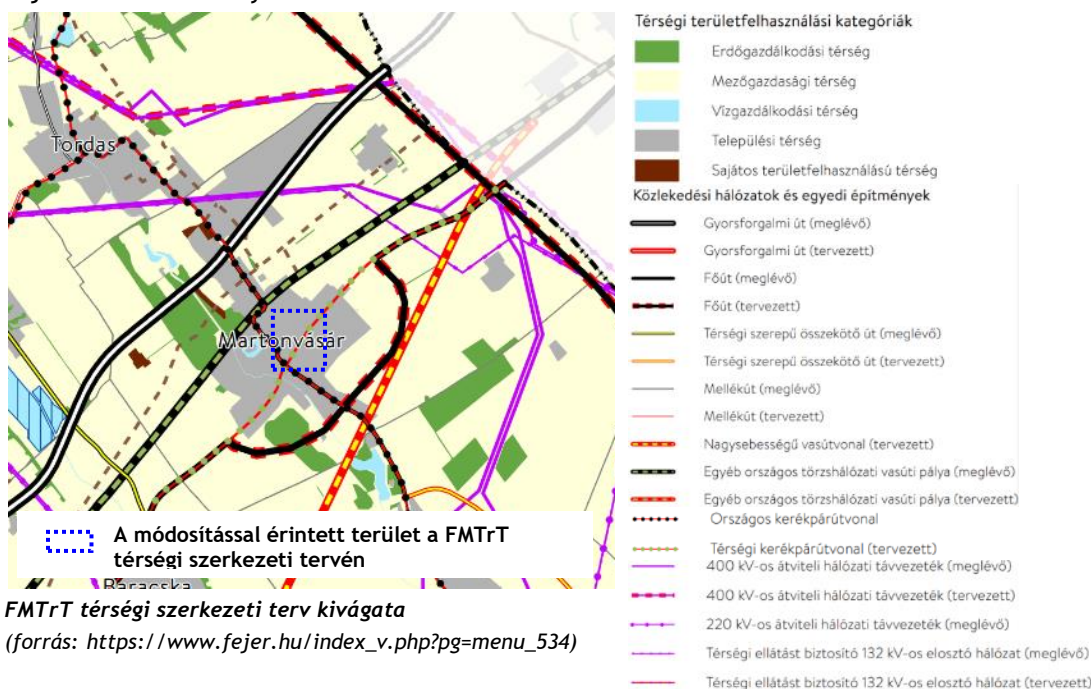 Tordas
Martonvásár
Baracska
A módosítással érintett terület a FMTrT
térségi szerkezeti tervén
FMTrT térségi szerkezeti terv kivágata
(forrás: https://www.fejer.hu/index_v.php?pg=menu_534)
Térségi területfelhasználási kategóriák
Erdőgazdálkodási térség
Mezőgazdasági térség
Vízgazdálkodási térség
Települési térség
Sajátos területfelhasználású térség
Közlekedési hálózatok és egyedi építmények
Gyorsforgalmi út (meglévő)
Gyorsforgalmi út (tervezett)
Főút (meglévő)
Főút (tervezett)
Térségi szerepű összekötő út (meglévő)
Térségi szerepű összekötő út (tervezett)
Mellékút (meglévő)
Mellékút (tervezett)
Nagysebességű vasútvonal (tervezett)
Egyéb országos törzshálózati vasúti pálya (meglévő)
Egyéb országos törzshálózati vasúti pálya (tervezett)
Országos kerékpárútvonal
Térségi kerékpárútvonal (tervezett)
400 kV-os átviteli hálózati távvezeték (meglévő)
400 kV-os átviteli hálózati távvezeték (tervezett)
220 kV-os átviteli hálózati távvezeték (meglévő)
Térségi ellátást biztosító 132 kV-os elosztó hálózat (meglévő)
Térségi ellátást biztosító 132 kV-os elosztó hálózat (tervezett)